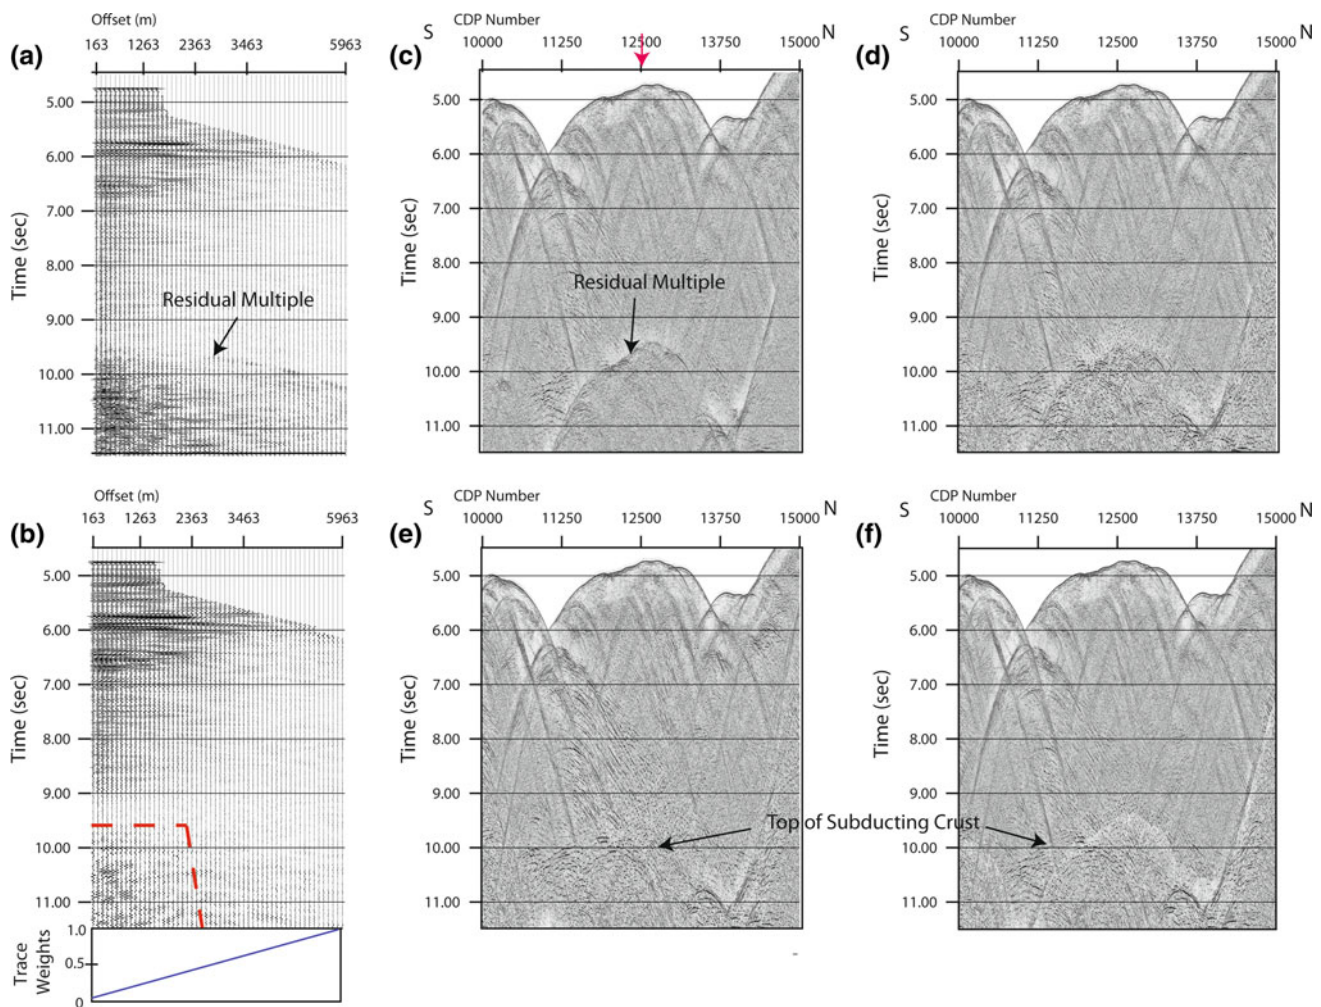 Offset (m)
163 1263 2363 3463 5963
(a)
5.00
6.00
7.00
8.00
9.00
10.00
11.00
Time (sec)
Residual Multiple
S CDP Number
10000 11250 12500 13750 15000 N
(c)
5.00
6.00
7.00
8.00
9.00
10.00
11.00
Time (sec)
Residual Multiple
S CDP Number
10000 11250 12500 13750 15000 N
(d)
5.00
6.00
7.00
8.00
9.00
10.00
11.00
Time (sec)
Offset (m)
163 1263 2363 3463 5963
(b)
5.00
6.00
7.00
8.00
9.00
10.00
11.00
Time (sec)
Trace
Weights
1.0
0.5
0
S CDP Number
10000 11250 12500 13750 15000 N
(e)
5.00
6.00
7.00
8.00
9.00
10.00
11.00
Time (sec)
Top of Subducting Crust
S CDP Number
10000 11250 12500 13750 15000 N
(f)
5.00
6.00
7.00
8.00
9.00
10.00
11.00
Time (sec)